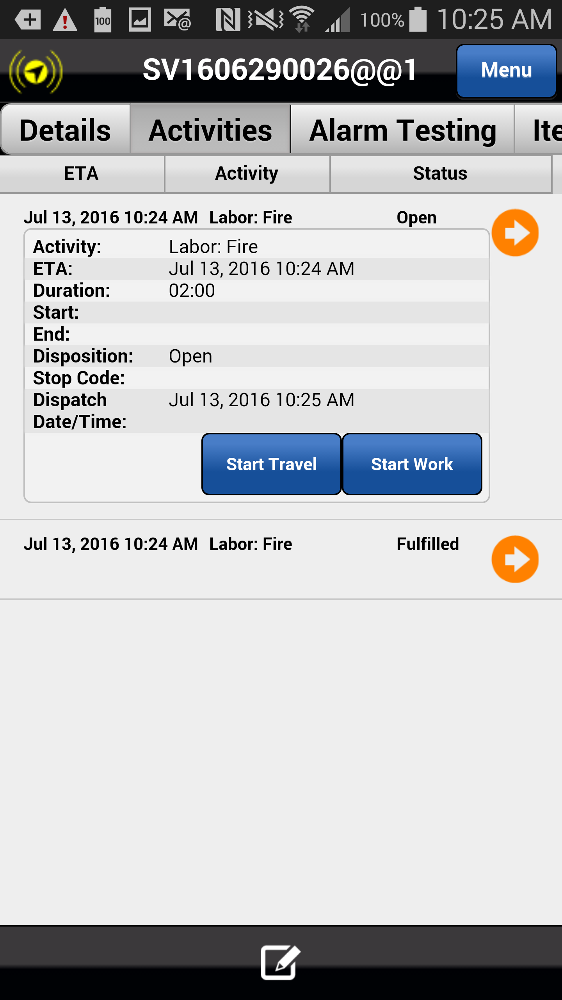 100 100% 10:25 AM
SV1606290026@@1 Menu
Details Activities Alarm Testing Ite
ETA Activity Status
Jul 13, 2016 10:24 AM Labor: Fire Open
Activity: Labor: Fire
ETA: Jul 13, 2016 10:24 AM
Duration: 02:00
Start:
End:
Disposition: Open
Stop Code:
Dispatch Jul 13, 2016 10:25 AM
Date/Time:
Start Travel Start Work
Jul 13, 2016 10:24 AM Labor: Fire Fulfilled